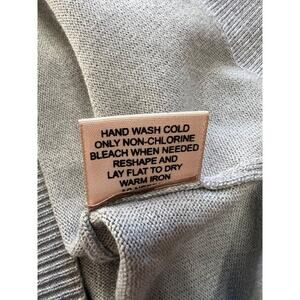 HAND WASH COLD
ONLY NON-CHLORINE
BLEACH WHEN NEEDED
RESHAPE AND
LAY FLAT TO DRY
WARM IRON